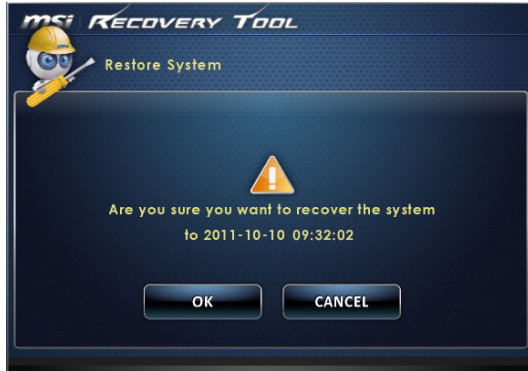 msi RECOVERY TOOL
Restore System
Are you sure you want to recover the system
to 2011-10-10 09:32:02
OK
CANCEL